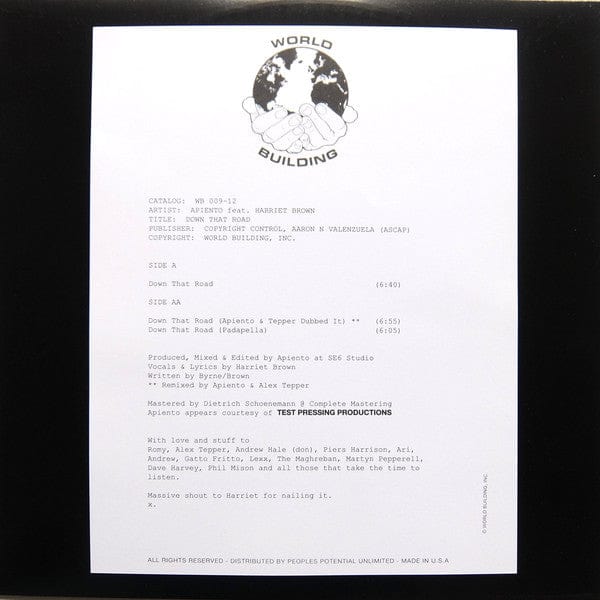 WORLD
BUILDING
CATALOG: WB 009-12
ARTIST: APIENTO feat. HARRIET BROWN
TITLE: DOWN THAT ROAD
PUBLISHER: COPYRIGHT CONTROL, AARON N VALENZUELA (ASCAP)
COPYRIGHT: WORLD BUILDING, INC.
SIDE A
Down That Road (6:40)
SIDE AA
Down That Road (Apiento & Tepper Dubbed It) ** (6:55)
Down That Road (Padapella) (6:05)
Produced, Mixed & Edited by Apiento at SE6 Studio
Vocals & Lyrics by Harriet Brown
Written by Byrne/Brown
** Remixed by Apiento & Alex Tepper
Mastered by Dietrich Schoenemann @ Complete Mastering
Apiento appears courtesy of TEST PRESSING PRODUCTIONS
With love and stuff to
Romy, Alex Tepper, Andrew Hale (don), Piers Harrison, Ari,
Andrew, Gatto Fritto, Lexx, The Maghreban, Martyn Pepperell,
Dave Harvey, Phil Mison and all those that take the time to
listen.
Massive shout to Harriet for nailing it.
x.
© WORLD BUILDING, INC
ALL RIGHTS RESERVED - DISTRIBUTED BY PEOPLES POTENTIAL UNLIMITED - MADE IN U.S.A